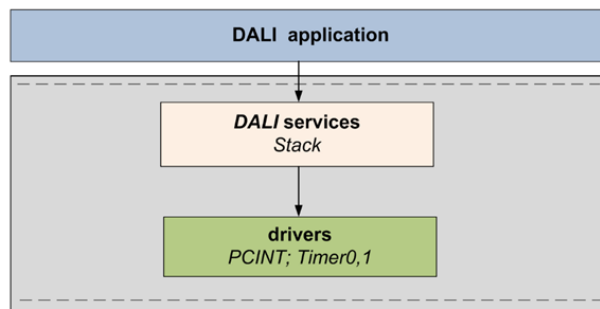 DALI application
DALI services
Stack
drivers
PCINT; Timer0,1